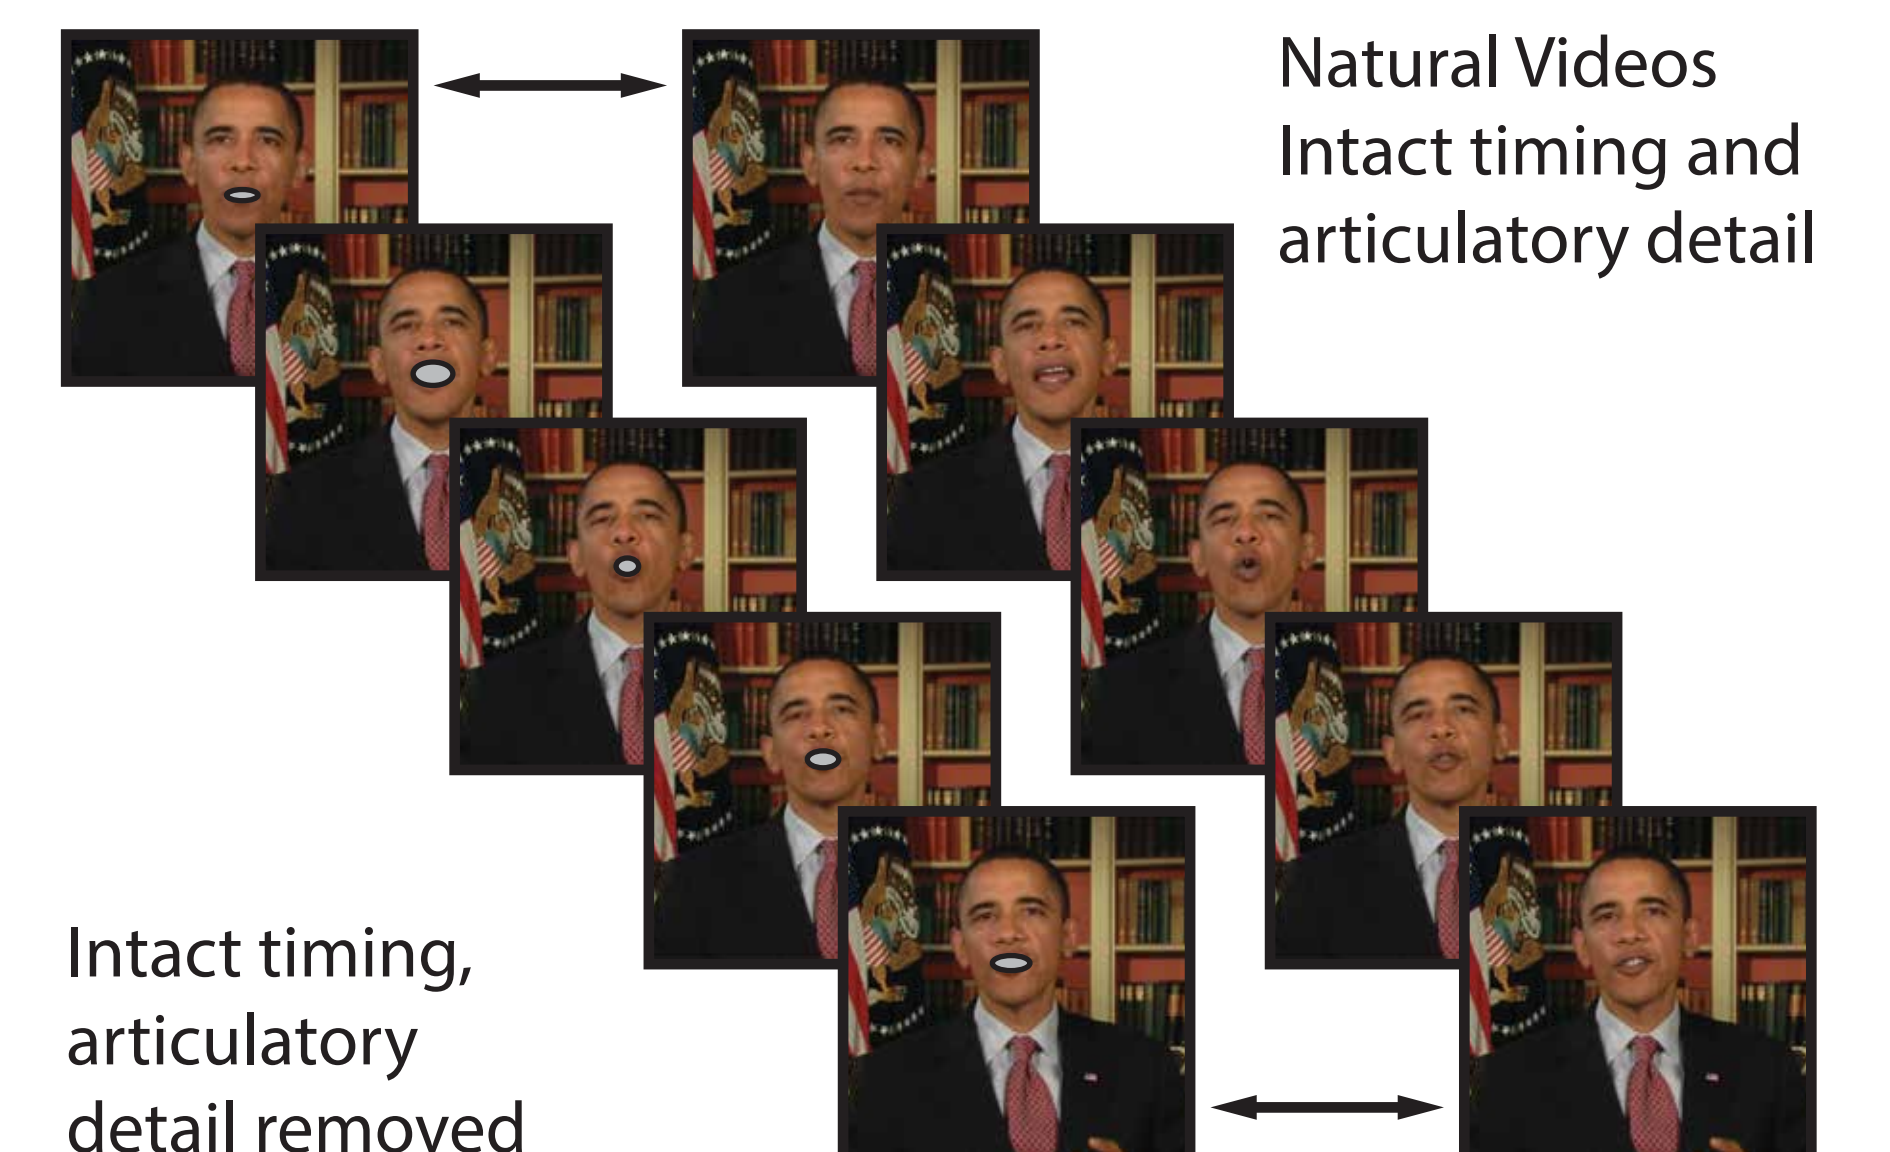 Natural Videos
Intact timing and
articulatory detail
Intact timing,
articulatory
detail removed